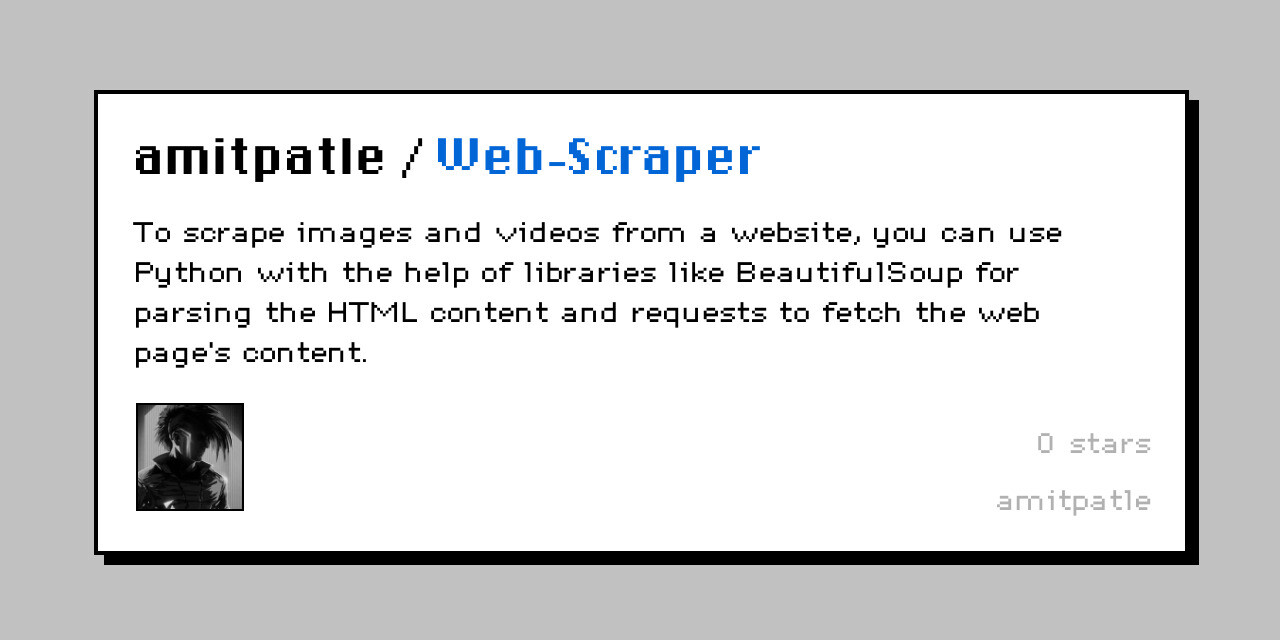 amitpatle / Web-Scraper
To scrape images and videos from a website, you can use
Python with the help of libraries like BeautifulSoup for
parsing the HTML content and requests to fetch the web
page's content.
0 stars
amitpatle